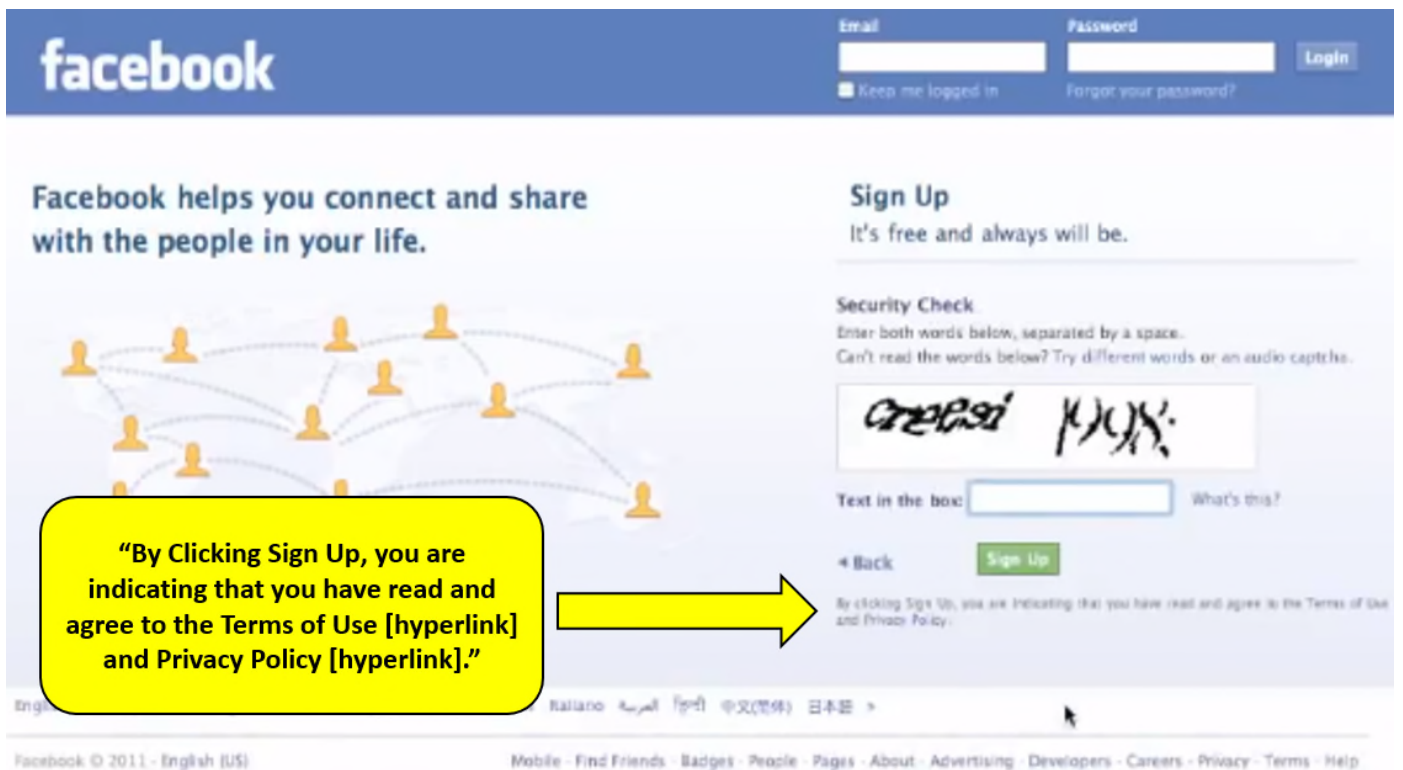 facebook
Email Password
Login
Keep me logged in Forgot your password?
Facebook helps you connect and share
with the people in your life.
Sign Up
It's free and always will be.
Security Check
Enter both words below, separated by a space.
Can't read the words below? Try different words or an audio captcha.
Text in the box: What's this?
Back Sign Up
“By Clicking Sign Up, you are
indicating that you have read and
agree to the Terms of Use [hyperlink]
and Privacy Policy [hyperlink].”
By clicking Sign Up, you are indicating that you have read and agree to the Terms of Use
and Privacy Policy.
Italiano العربية हिन्दी 中文(简体) 日本語 »
Facebook © 2011 - English (US)
Mobile - Find Friends - Badges - People - Pages - About - Advertising - Developers - Careers - Privacy - Terms - Help